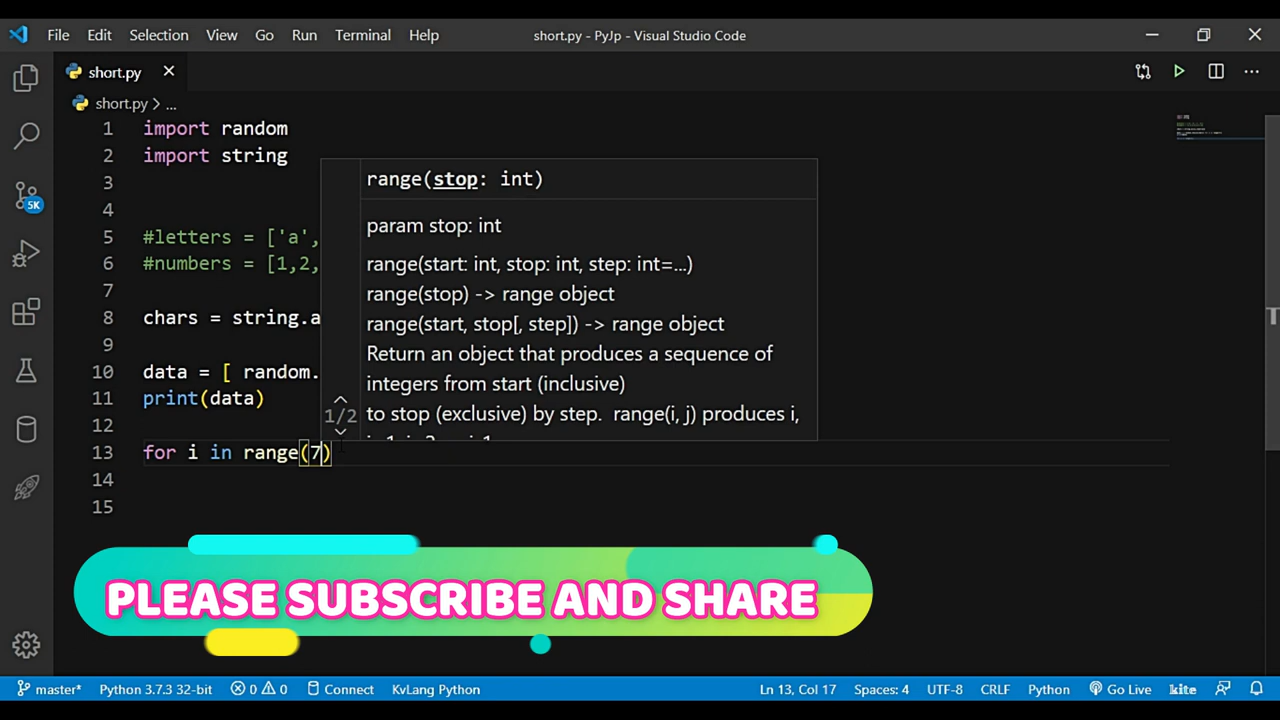 File Edit Selection View Go Run Terminal Help short.py - PyJp - Visual Studio Code
short.py
short.py > ...
1 import random
2 import string
3
4
5 #letters = ['a',
6 #numbers = [1,2,
7
8 chars = string.a
9
10 data = [ random.
11 print(data)
12
13 for i in range(7)
14
15
range(stop: int)
param stop: int
range(start: int, stop: int, step: int=...)
range(stop) -> range object
range(start, stop[, step]) -> range object
Return an object that produces a sequence of
integers from start (inclusive)
to stop (exclusive) by step. range(i, j) produces i,
1/2
5K
PLEASE SUBSCRIBE AND SHARE
master* Python 3.7.3 32-bit 0 0 Connect KvLang Python Ln 13, Col 17 Spaces: 4 UTF-8 CRLF Python Go Live kite